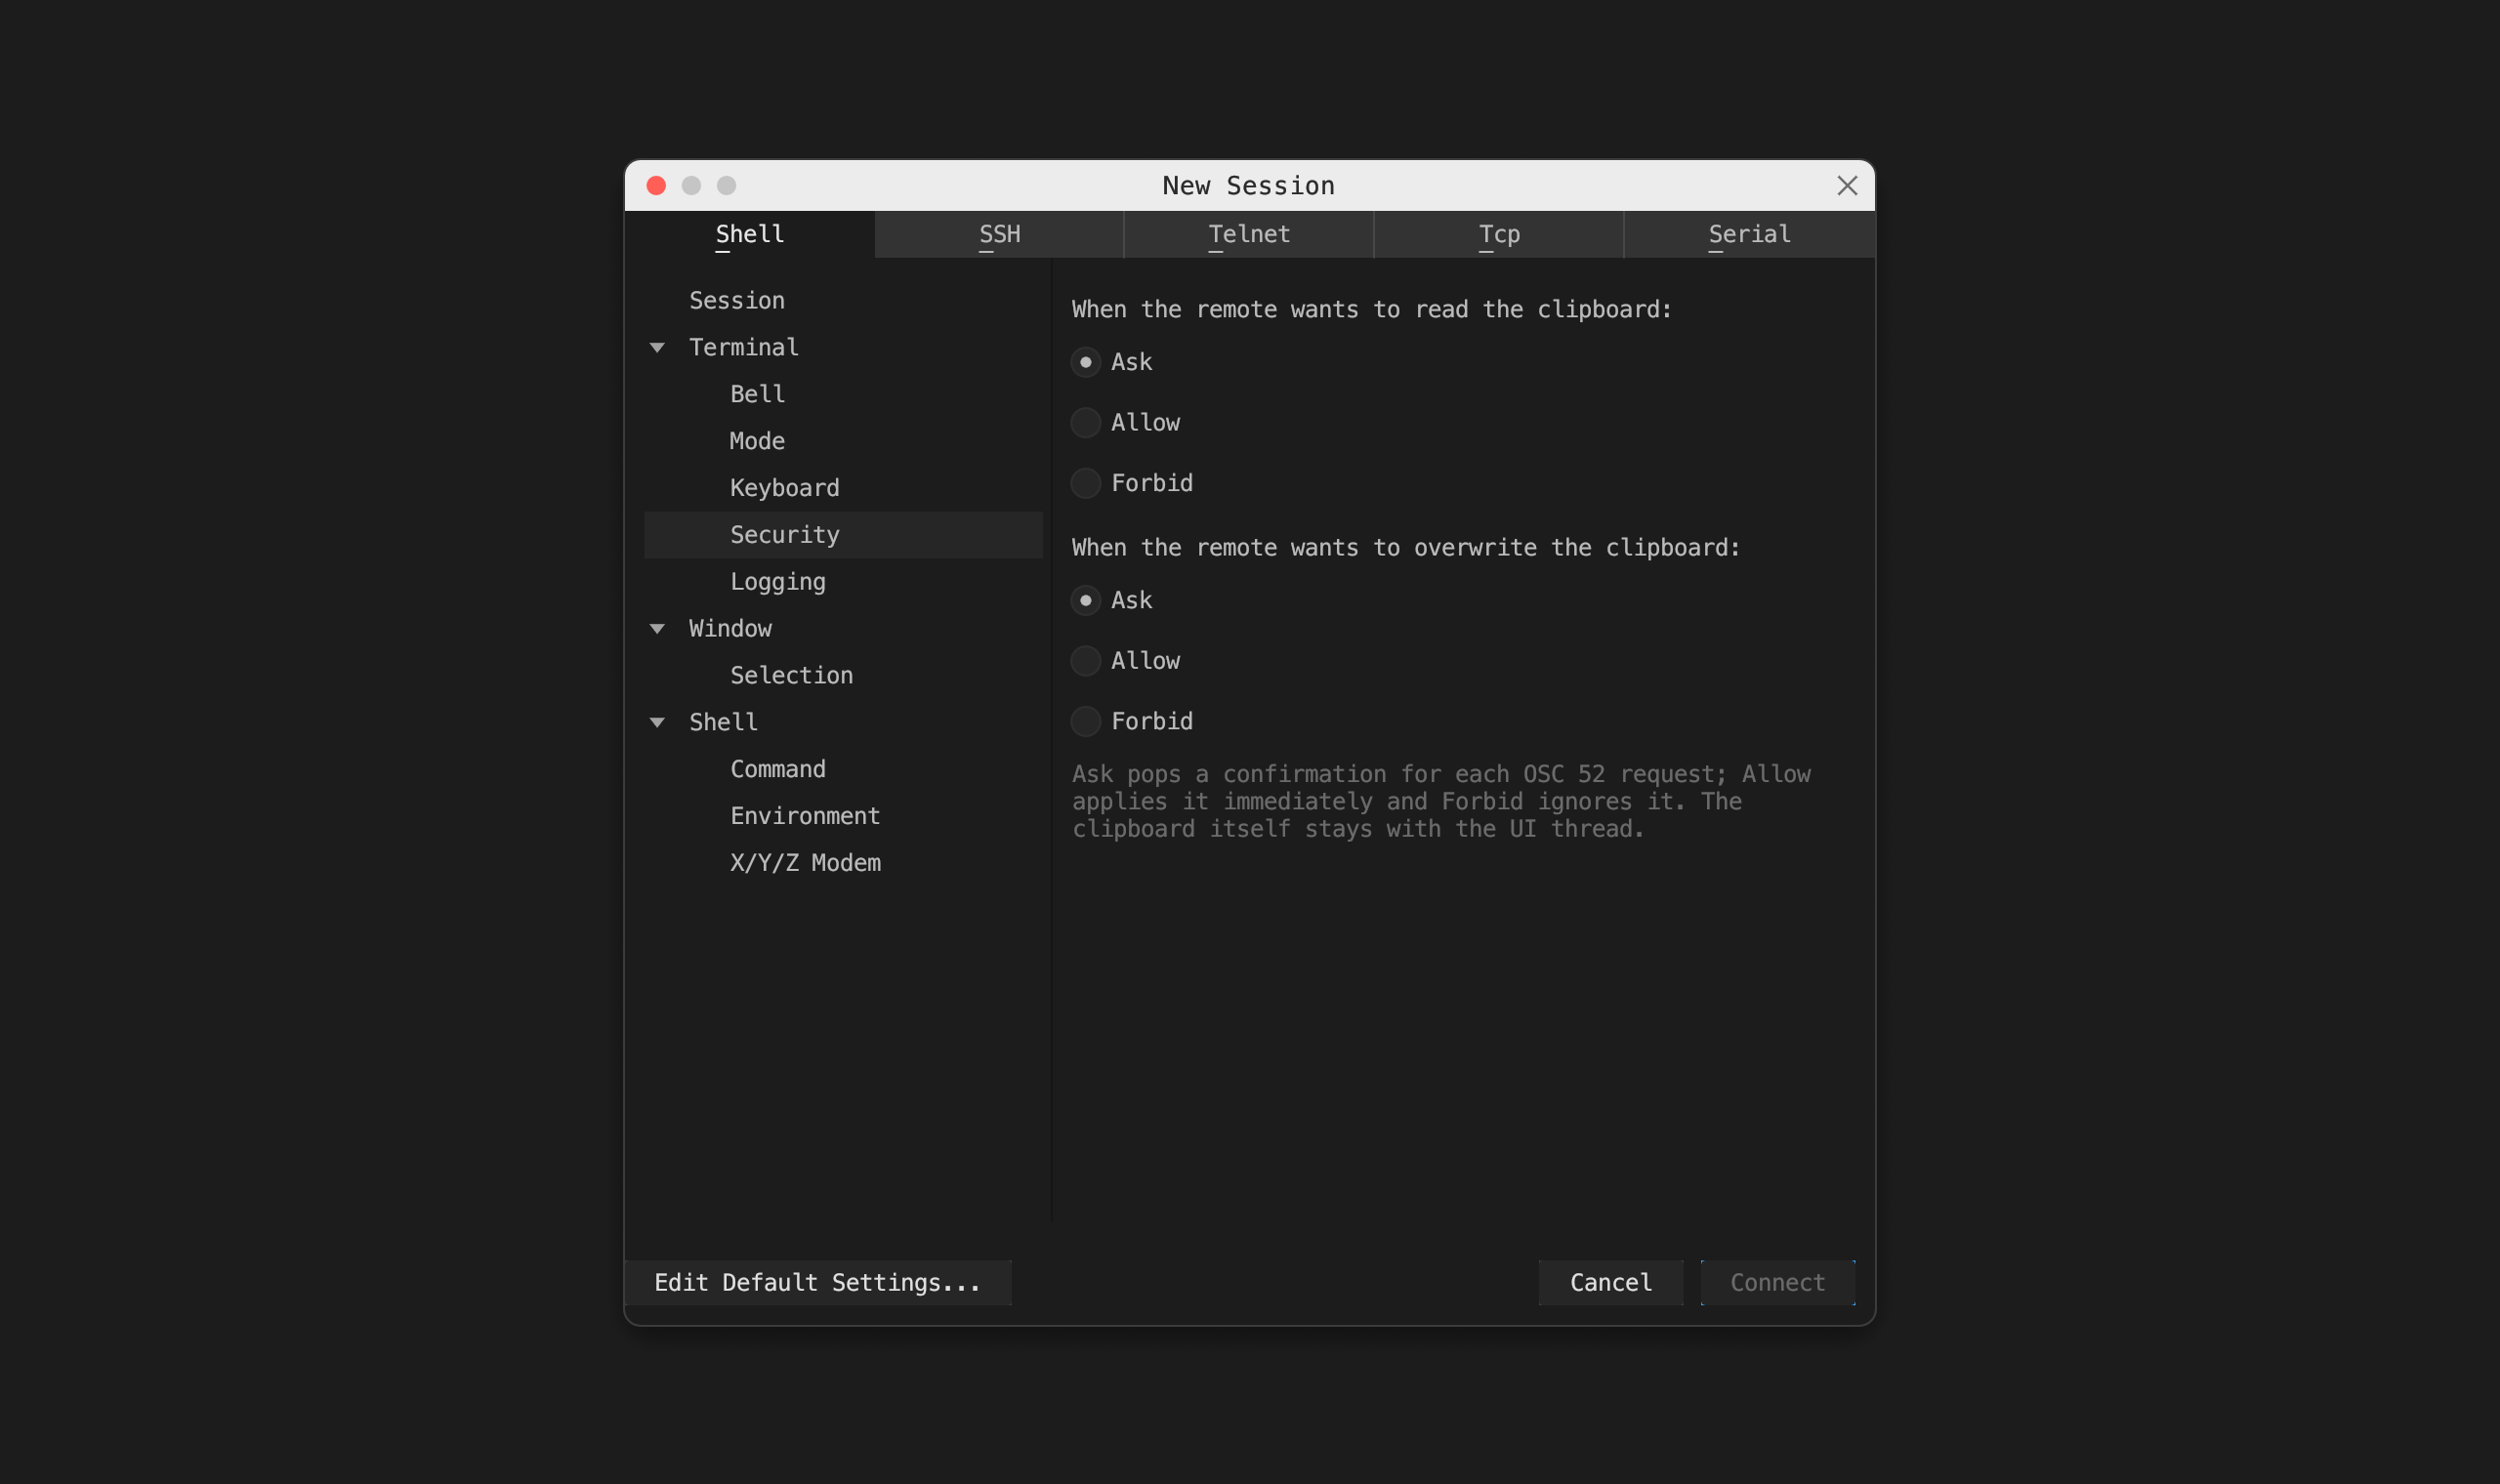 New Session
Shell SSH Telnet Tcp Serial
Session
Terminal
Bell
Mode
Keyboard
Security
Logging
Window
Selection
Shell
Command
Environment
X/Y/Z Modem
When the remote wants to read the clipboard:
Ask
Allow
Forbid
When the remote wants to overwrite the clipboard:
Ask
Allow
Forbid
Ask pops a confirmation for each OSC 52 request; Allow
applies it immediately and Forbid ignores it. The
clipboard itself stays with the UI thread.
Edit Default Settings... Cancel Connect